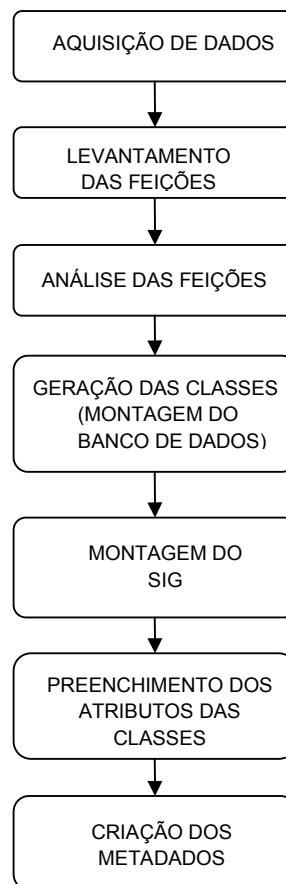 AQUISIÇÃO DE DADOS
LEVANTAMENTO
DAS FEIÇÕES
ANÁLISE DAS FEIÇÕES
GERAÇÃO DAS CLASSES
(MONTAGEM DO
BANCO DE DADOS)
MONTAGEM DO
SIG
PREENCHIMENTO DOS
ATRIBUTOS DAS
CLASSES
CRIAÇÃO DOS
METADADOS